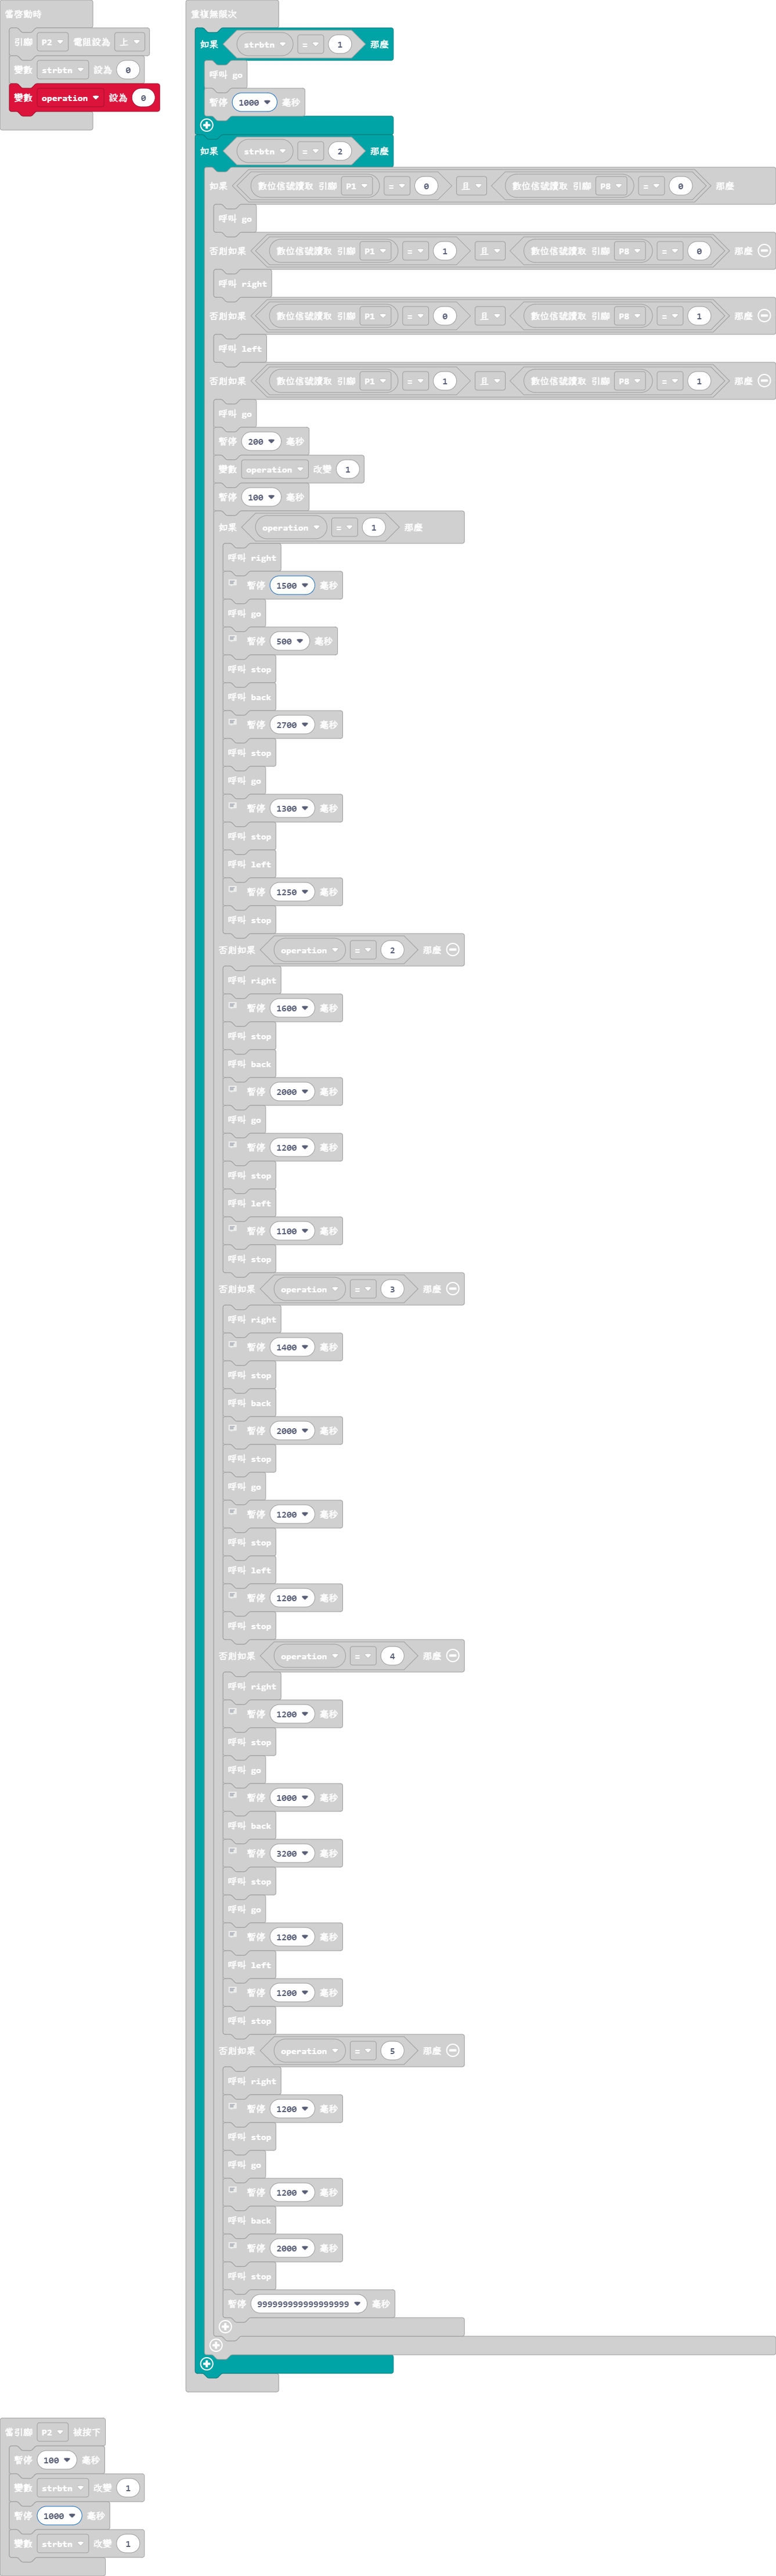 當啓動時
引腳 P2 電阻設為 上
變數 strbtn 設為 0
變數 operation 設為 0
重複無限次
如果 strbtn = 1 那麼
呼叫 go
暫停 1000 毫秒
如果 strbtn = 2 那麼
如果 數位信號讀取 引腳 P1 = 0 且 數位信號讀取 引腳 P8 = 0 那麼
呼叫 go
否則如果 數位信號讀取 引腳 P1 = 1 且 數位信號讀取 引腳 P8 = 0 那麼
呼叫 right
否則如果 數位信號讀取 引腳 P1 = 0 且 數位信號讀取 引腳 P8 = 1 那麼
呼叫 left
否則如果 數位信號讀取 引腳 P1 = 1 且 數位信號讀取 引腳 P8 = 1 那麼
呼叫 go
暫停 200 毫秒
變數 operation 改變 1
暫停 100 毫秒
如果 operation = 1 那麼
呼叫 right
暫停 1500 毫秒
呼叫 go
暫停 500 毫秒
呼叫 stop
呼叫 back
暫停 2700 毫秒
呼叫 stop
呼叫 go
暫停 1300 毫秒
呼叫 stop
呼叫 left
暫停 1250 毫秒
呼叫 stop
否則如果 operation = 2 那麼
呼叫 right
暫停 1600 毫秒
呼叫 stop
呼叫 back
暫停 2000 毫秒
呼叫 go
暫停 1200 毫秒
呼叫 stop
呼叫 left
暫停 1100 毫秒
呼叫 stop
否則如果 operation = 3 那麼
呼叫 right
暫停 1400 毫秒
呼叫 stop
呼叫 back
暫停 2000 毫秒
呼叫 stop
呼叫 go
暫停 1200 毫秒
呼叫 stop
呼叫 left
暫停 1200 毫秒
呼叫 stop
否則如果 operation = 4 那麼
呼叫 right
暫停 1200 毫秒
呼叫 stop
呼叫 go
暫停 1000 毫秒
呼叫 back
暫停 3200 毫秒
呼叫 stop
呼叫 go
暫停 1200 毫秒
呼叫 left
暫停 1200 毫秒
呼叫 stop
否則如果 operation = 5 那麼
呼叫 right
暫停 1200 毫秒
呼叫 stop
呼叫 go
暫停 1200 毫秒
呼叫 back
暫停 2000 毫秒
呼叫 stop
暫停 999999999999999999 毫秒
當引腳 P2 被按下
暫停 100 毫秒
變數 strbtn 改變 1
暫停 1000 毫秒
變數 strbtn 改變 1